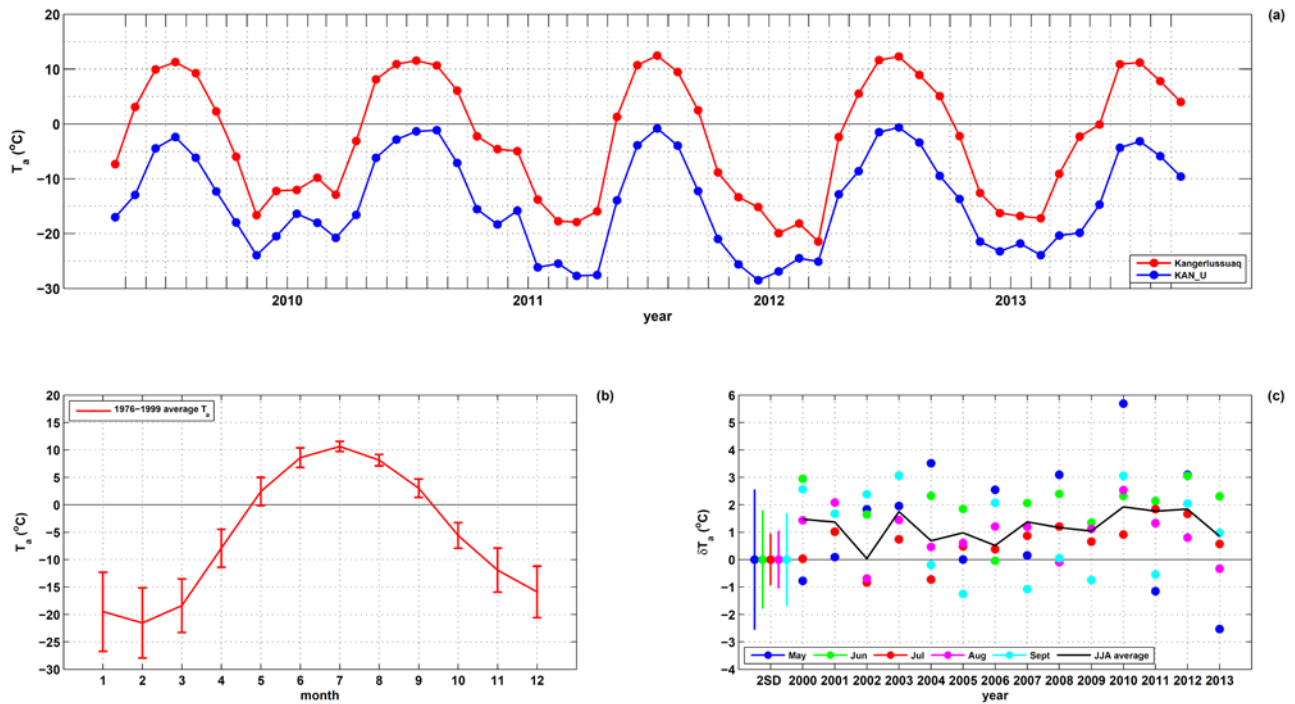 20
10
0
−10
−20
−30
T_a (°C)
2010
2011
2012
2013
year
(a)
Kangerlussuaq
KAN_U
20
15
10
5
0
−5
−10
−15
−20
−25
−30
T_a (°C)
1976−1999 average T_a
(b)
1 2 3 4 5 6 7 8 9 10 11 12
month
6
5
4
3
2
1
0
−1
−2
−3
−4
δT_a (°C)
(c)
May Jun Jul Aug Sept JJA average
2SD 2000 2001 2002 2003 2004 2005 2006 2007 2008 2009 2010 2011 2012 2013
year